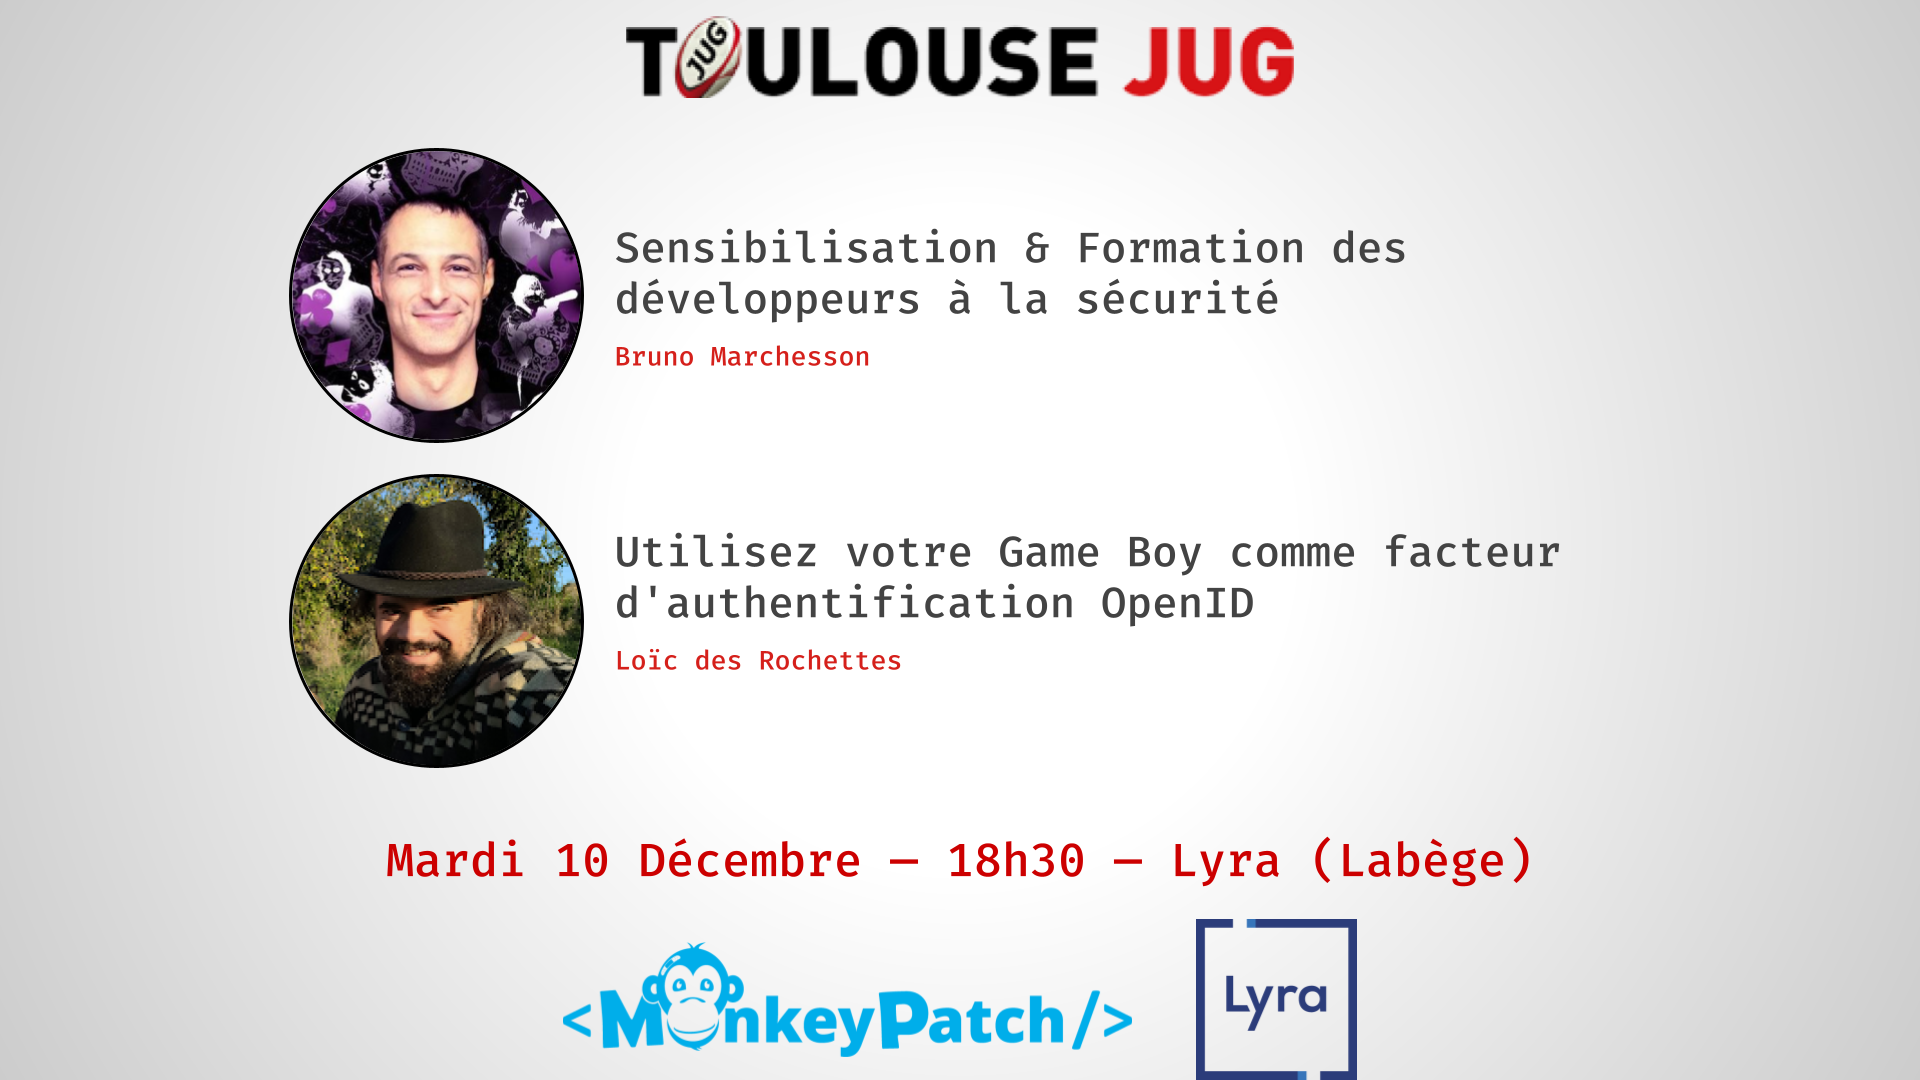 TOULOUSE JUG
JUG
Sensibilisation & Formation des
développeurs à la sécurité
Bruno Marchesson
Utilisez votre Game Boy comme facteur
d'authentification OpenID
Loïc des Rochettes
Mardi 10 Décembre — 18h30 — Lyra (Labège)
<MonkeyPatch/>
Lyra